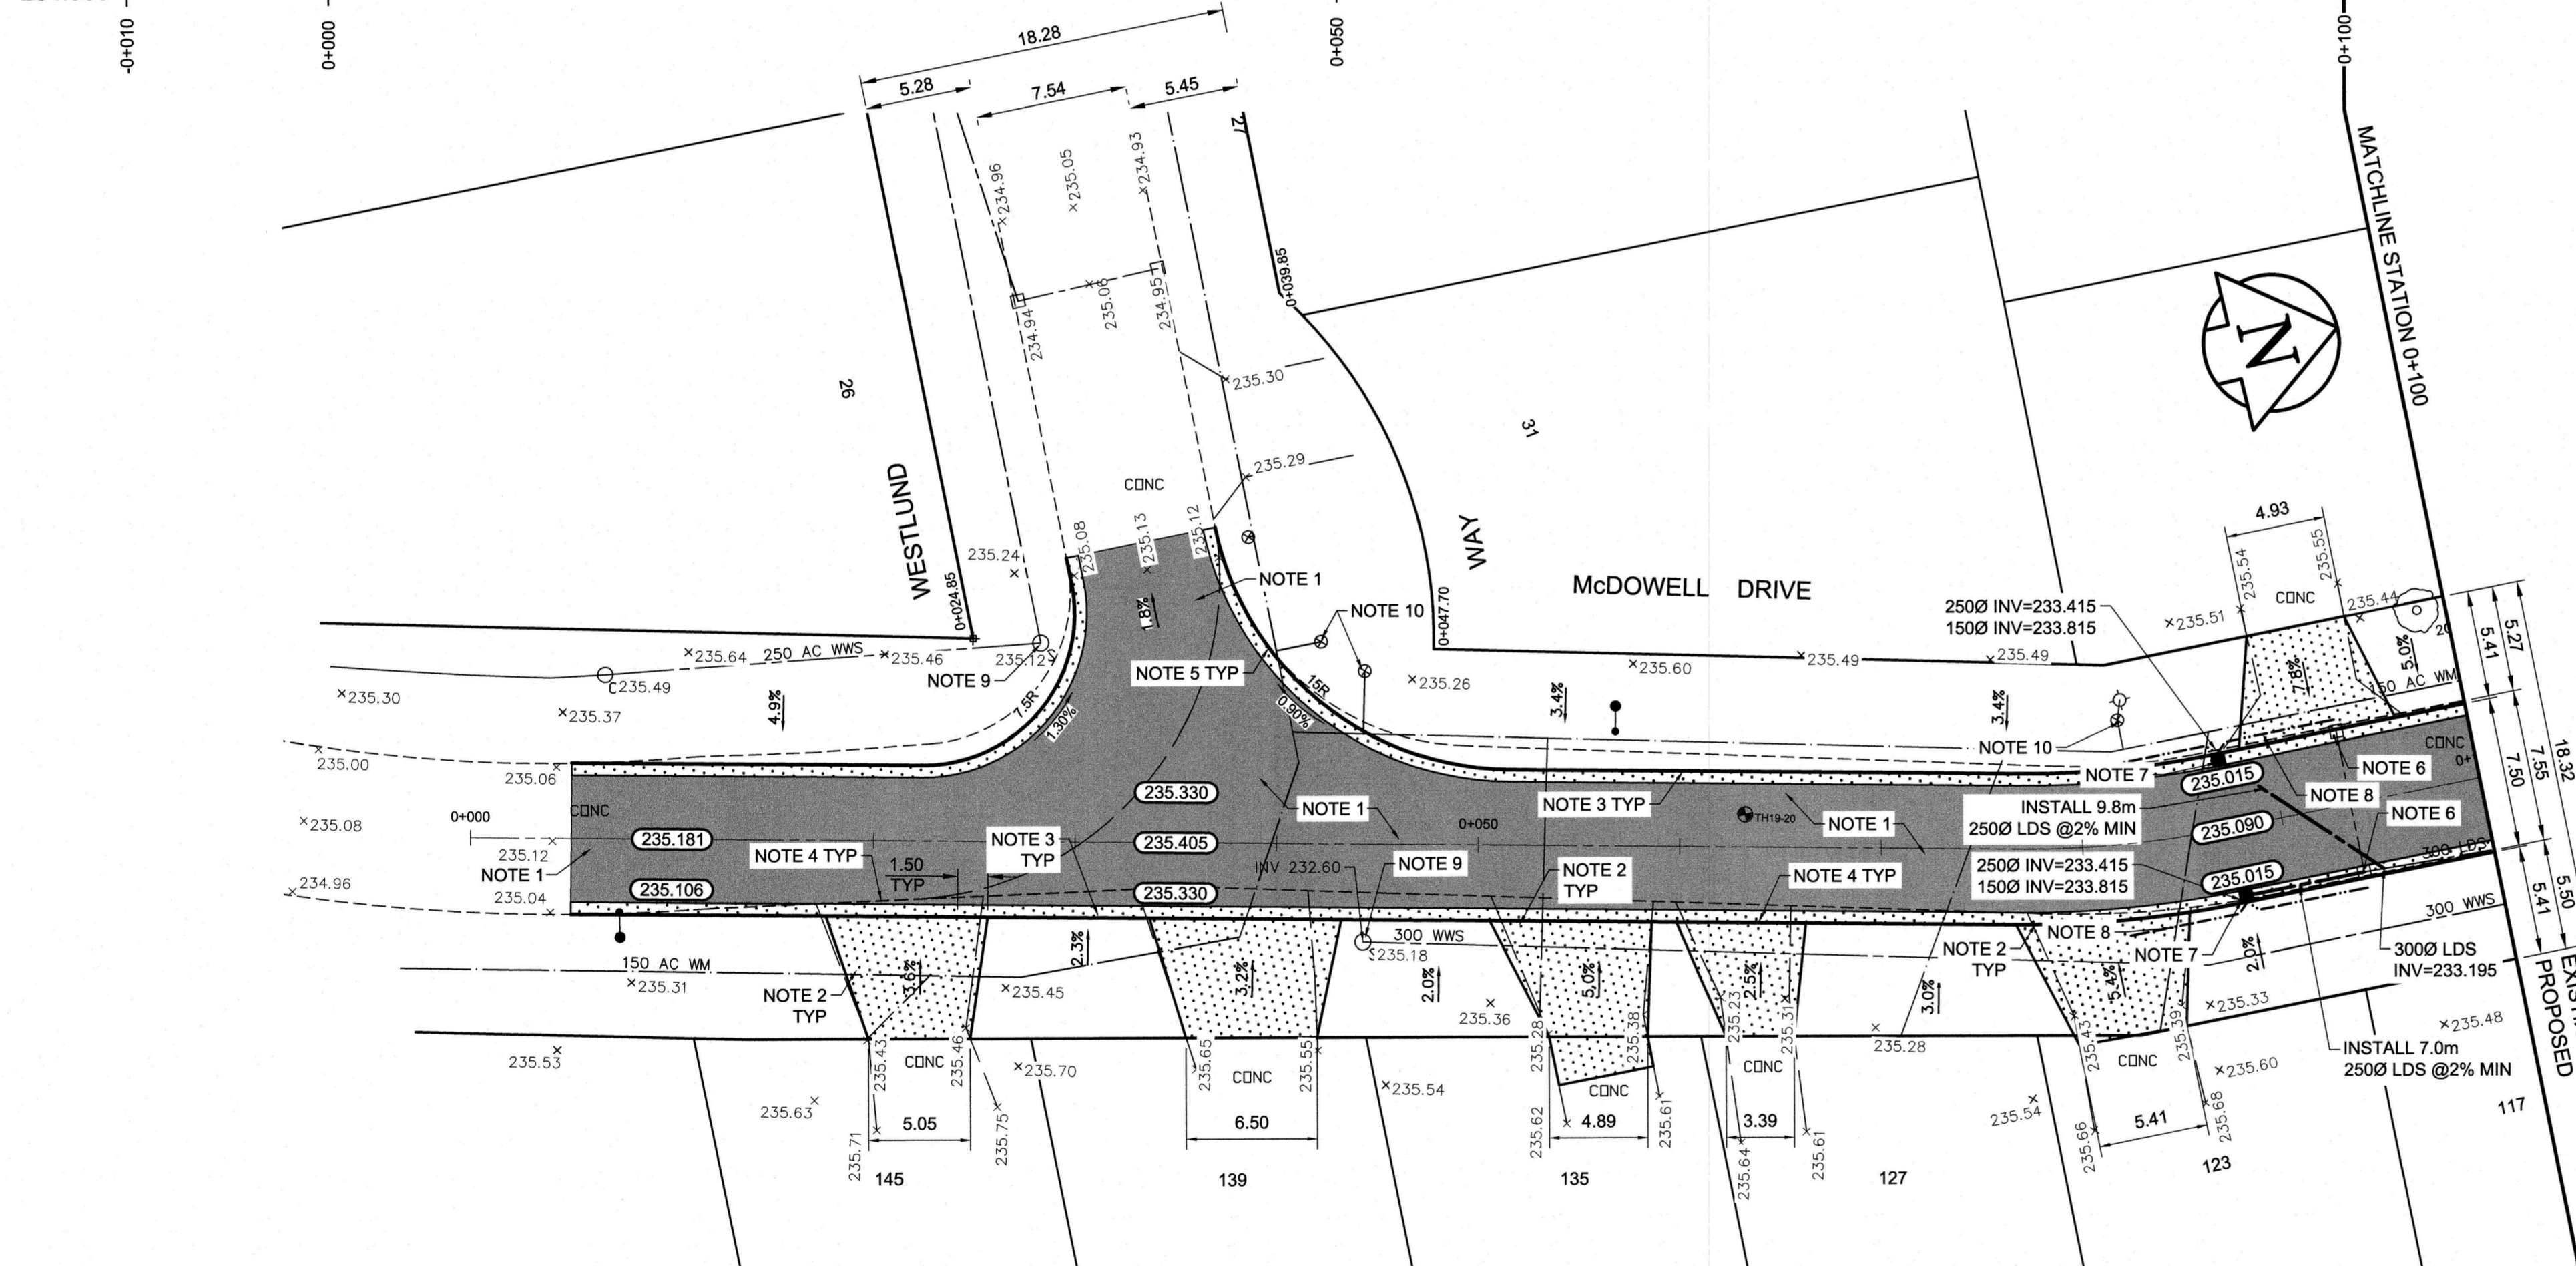 -0+010
0+000
0+050
0+100
18.28
5.28
7.54
5.45
27
234.96
235.05
234.93
MATCHLINE STATION 0+100
0+039.85
235.06
234.95
234.94
N
235.30
26
31
235.29
CONC
WESTLUND
WAY
4.93
235.08
235.13
235.12
235.24
0+024.85
NOTE 1
McDOWELL DRIVE
235.54
235.55
CONC
235.44
250Ø INV=233.415
150Ø INV=233.815
235.51
1.8%
NOTE 10
0+047.70
5.41
5.27
235.64
250 AC WWS
235.46
235.12
235.60
235.49
235.49
5.0%
NOTE 9
NOTE 5 TYP
235.49
235.26
7.8%
150 AC WM
235.30
235.37
4.9%
7.5R
1.30%
15R
0.90%
3.4%
3.4%
18.32
7.55
7.50
235.00
235.06
NOTE 10
CONC
0+
NOTE 7
235.015
NOTE 6
235.330
NOTE 1
NOTE 3 TYP
INSTALL 9.8m
250Ø LDS @2% MIN
NOTE 8
CONC
0+000
235.08
235.181
NOTE 3
TYP
235.405
0+050
TH19-20
NOTE 1
235.090
NOTE 6
235.12
NOTE 4 TYP
1.50
TYP
INV 232.60
NOTE 9
NOTE 2
TYP
NOTE 4 TYP
250Ø INV=233.415
150Ø INV=233.815
235.015
300 LDS
NOTE 1
234.96
235.106
235.330
235.04
5.50
5.41
300 WWS
300 WWS
NOTE 8
2.3%
235.18
NOTE 2
TYP
NOTE 7
2.0%
300Ø LDS
INV=233.195
150 AC WM
3.6%
3.2%
2.0%
5.0%
2.5%
3.0%
5.4%
235.31
NOTE 2
TYP
235.45
235.36
235.23
235.31
235.33
235.48
PROPOSED
235.53
235.43
CONC
235.46
235.65
CONC
235.55
235.28
235.38
CONC
235.28
235.43
CONC
235.39
INSTALL 7.0m
250Ø LDS @2% MIN
235.70
235.54
CONC
235.60
235.63
235.54
235.71
5.05
235.75
6.50
235.62
4.89
235.61
3.39
235.64
235.61
235.66
5.41
235.68
117
145
139
135
127
123